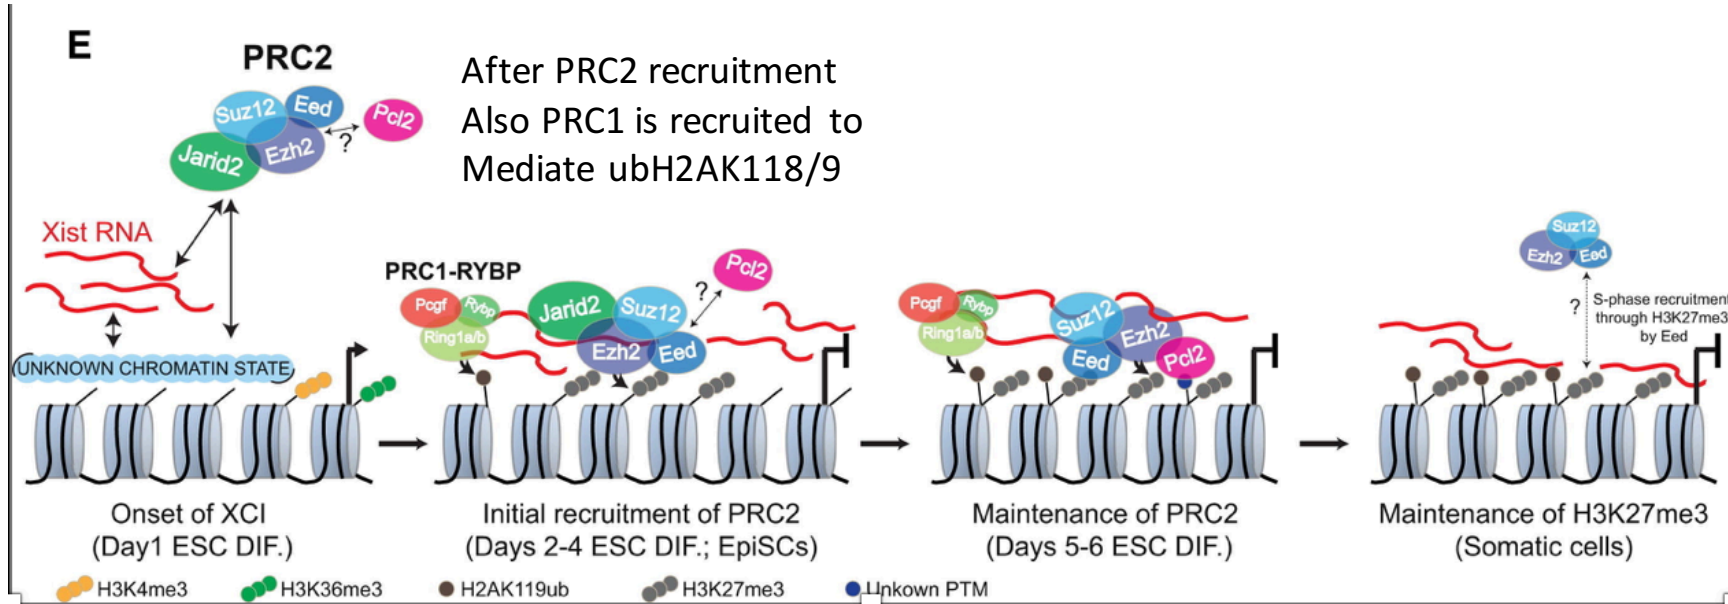 E
PRC2
Suz12
Eed
Pcl2
Jarid2
Ezh2
?
After PRC2 recruitment
Also PRC1 is recruited to
Mediate ubH2AK118/9
Xist RNA
UNKNOWN CHROMATIN STATE
PRC1-RYBP
Pcgf
Rybp
Ring1a/b
Jarid2
Suz12
Ezh2
Eed
?
Pcl2
Pcgf
Rybp
Ring1a/b
Suz12
Ezh2
Eed
Pcl2
Suz12
Ezh2
Eed
?
S-phase recruitment
through H3K27me3
by Eed
Onset of XCI
(Day1 ESC DIF.)
Initial recruitment of PRC2
(Days 2-4 ESC DIF.; EpiSCs)
Maintenance of PRC2
(Days 5-6 ESC DIF.)
Maintenance of H3K27me3
(Somatic cells)
H3K4me3
H3K36me3
H2AK119ub
H3K27me3
Unkown PTM